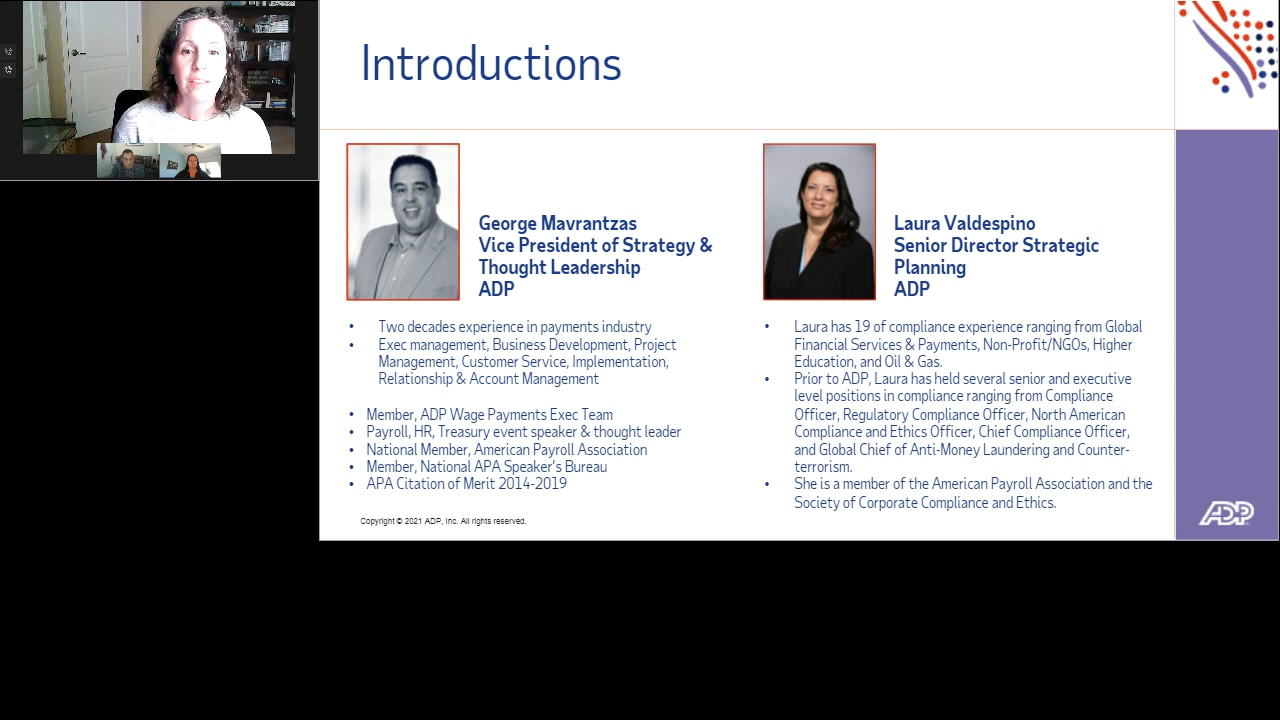 Introductions
George Mavrantzas
Vice President of Strategy &
Thought Leadership
ADP
• Two decades experience in payments industry
• Exec management, Business Development, Project
Management, Customer Service, Implementation,
Relationship & Account Management
• Member, ADP Wage Payments Exec Team
• Payroll, HR, Treasury event speaker & thought leader
• National Member, American Payroll Association
• Member, National APA Speaker's Bureau
• APA Citation of Merit 2014-2019
Laura Valdespino
Senior Director Strategic
Planning
ADP
• Laura has 19 of compliance experience ranging from Global
Financial Services & Payments, Non-Profit/NGOs, Higher
Education, and Oil & Gas.
• Prior to ADP, Laura has held several senior and executive
level positions in compliance ranging from Compliance
Officer, Regulatory Compliance Officer, North American
Compliance and Ethics Officer, Chief Compliance Officer,
and Global Chief of Anti-Money Laundering and Counter-
terrorism.
• She is a member of the American Payroll Association and the
Society of Corporate Compliance and Ethics.
Copyright © 2021 ADP, Inc. All rights reserved.
ADP